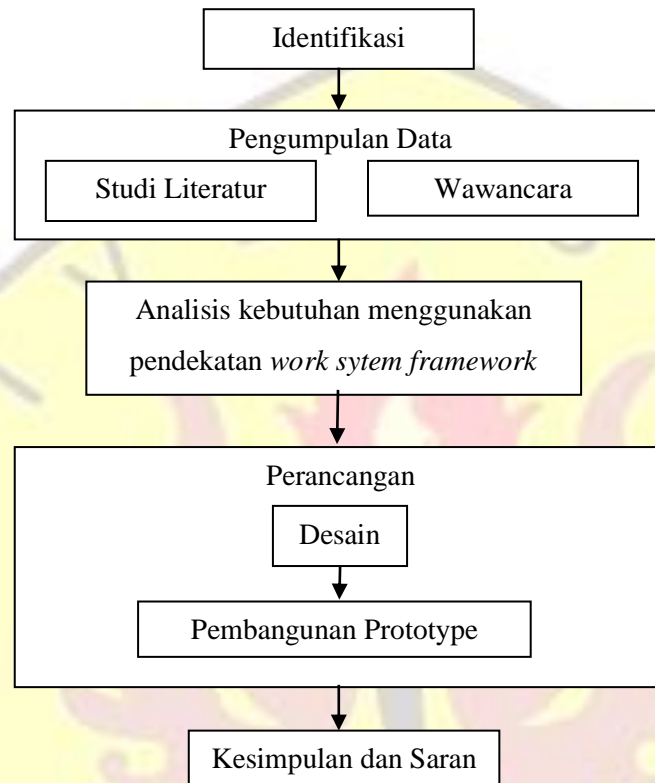 Identifikasi
Pengumpulan Data
Studi Literatur
Wawancara
Analisis kebutuhan menggunakan
pendekatan work sytem framework
Perancangan
Desain
Pembangunan Prototype
Kesimpulan dan Saran